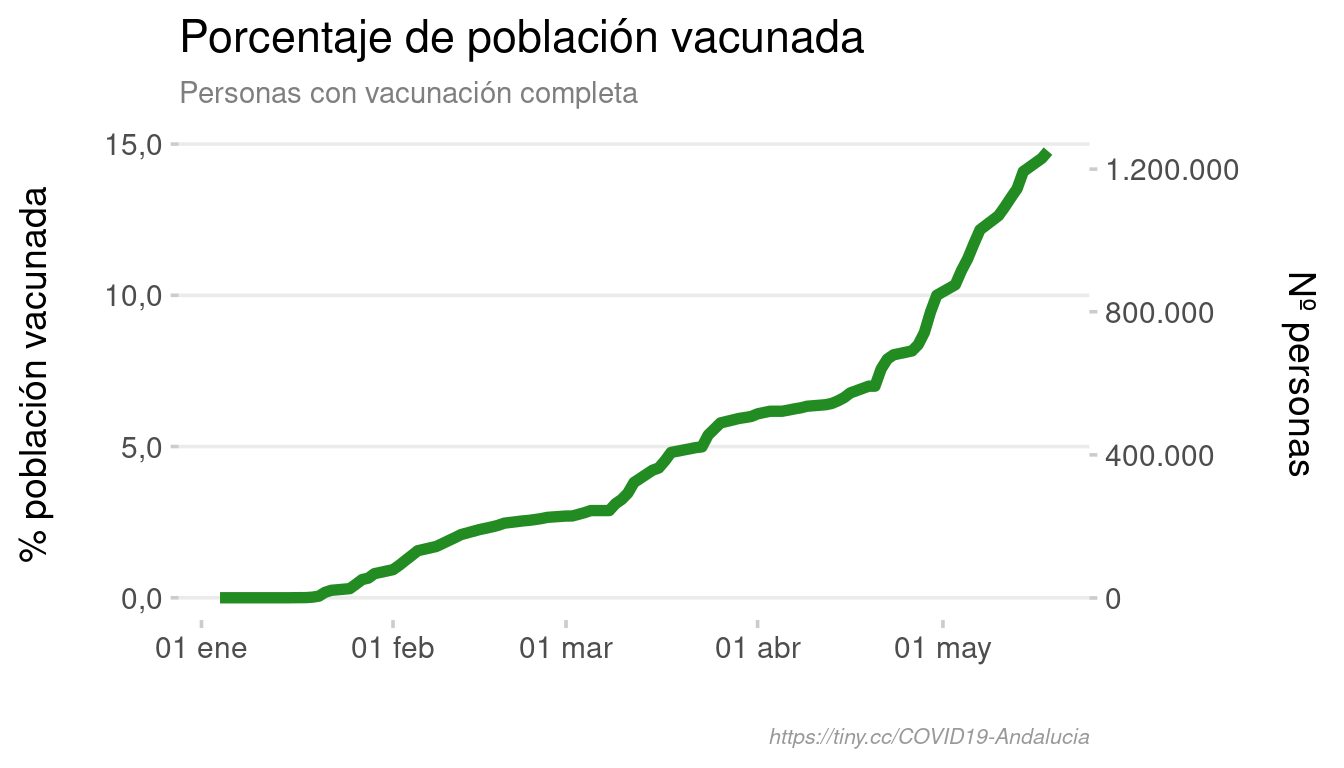 Porcentaje de población vacunada
Personas con vacunación completa
% población vacunada
15,0
10,0
5,0
0,0
1.200.000
800.000
400.000
0
Nº personas
01 ene
01 feb
01 mar
01 abr
01 may
https://tiny.cc/COVID19-Andalucia